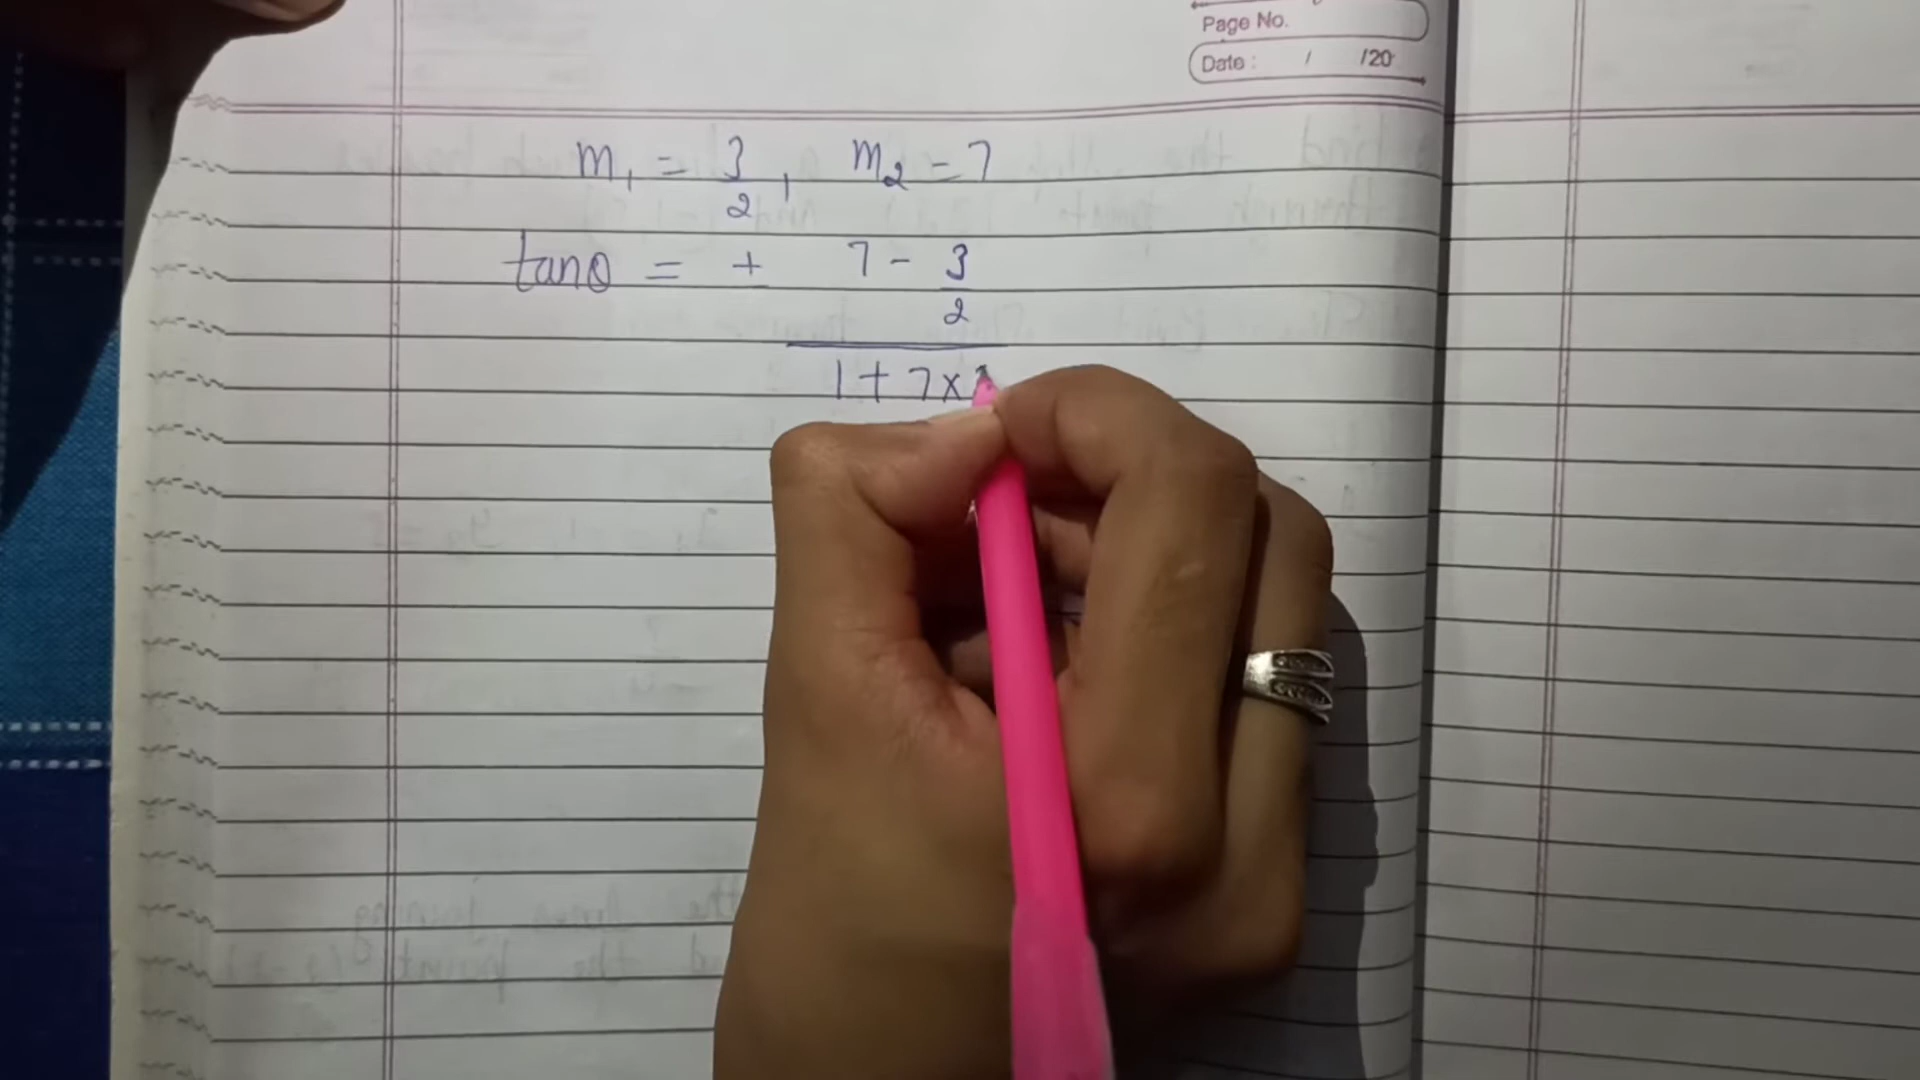 Page No.
Date : / /20
m₁ = 3/2, m₂ = 7
tanθ = + 7 - 3/2
1 + 7 ×